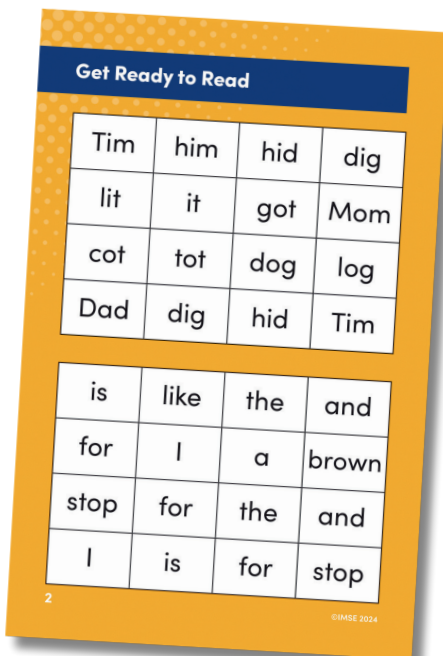 Get Ready to Read
Tim him hid dig
lit it got Mom
cot tot dog log
Dad dig hid Tim
is like the and
for I a brown
stop for the and
I is for stop
2
©IMSE 2024